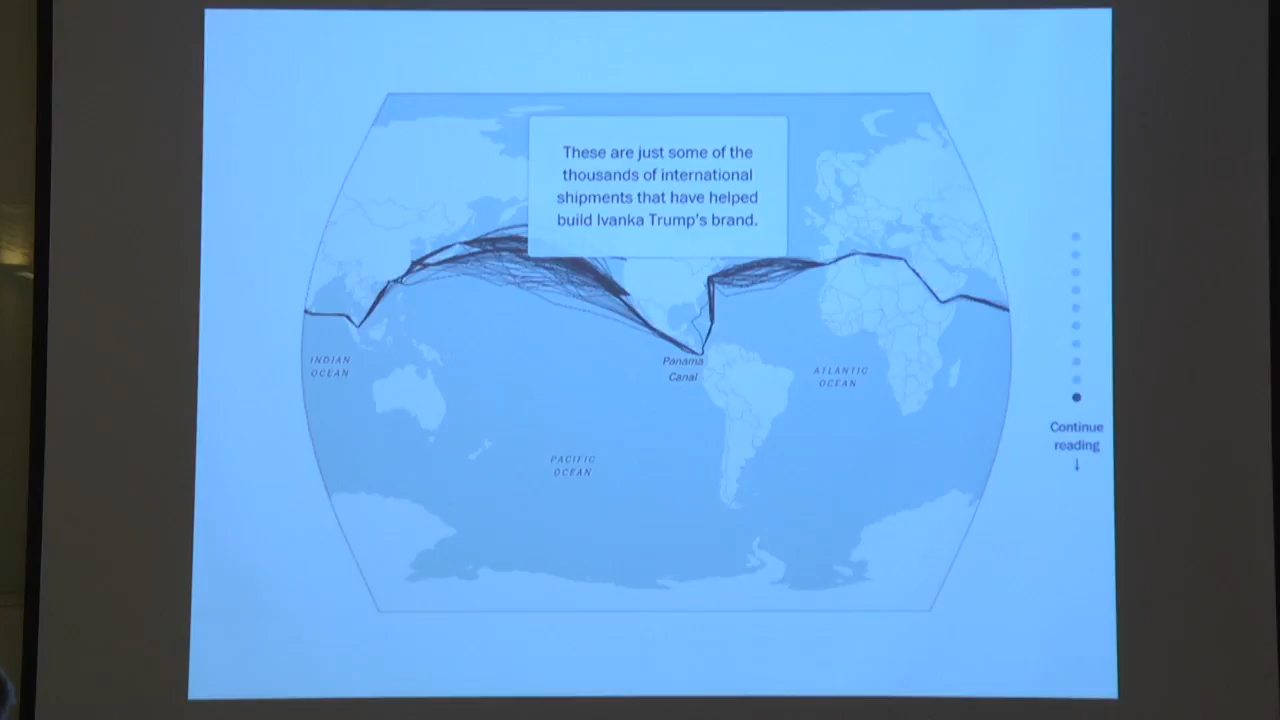 These are just some of the
thousands of international
shipments that have helped
build Ivanka Trump's brand.
INDIAN
OCEAN
Panama
Canal
ATLANTIC
OCEAN
PACIFIC
OCEAN
Continue
reading
↓